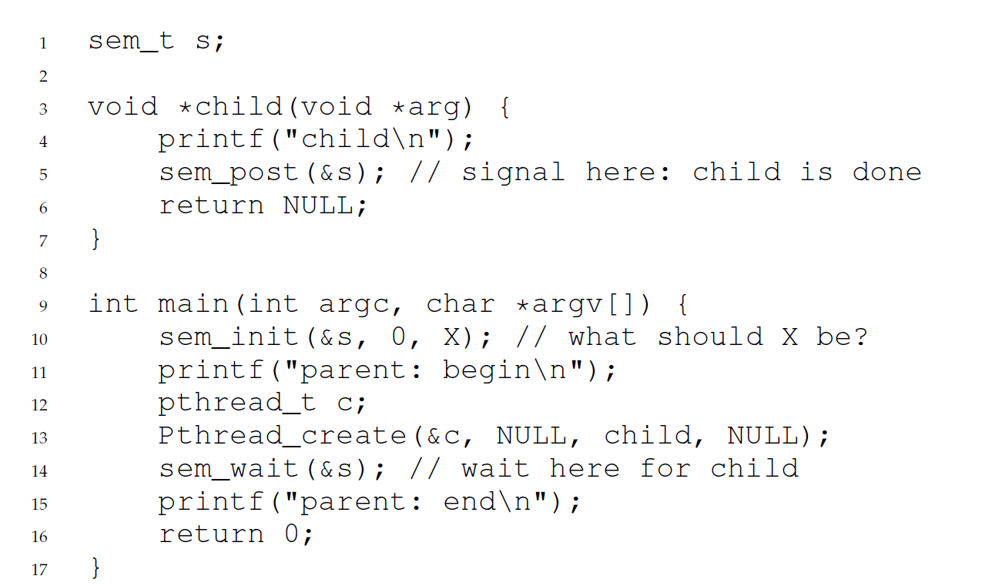 1 sem_t s;
2
3 void *child(void *arg) {
4     printf("child\n");
5     sem_post(&s); // signal here: child is done
6     return NULL;
7 }
8
9 int main(int argc, char *argv[]) {
10     sem_init(&s, 0, X); // what should X be?
11     printf("parent: begin\n");
12     pthread_t c;
13     Pthread_create(&c, NULL, child, NULL);
14     sem_wait(&s); // wait here for child
15     printf("parent: end\n");
16     return 0;
17 }